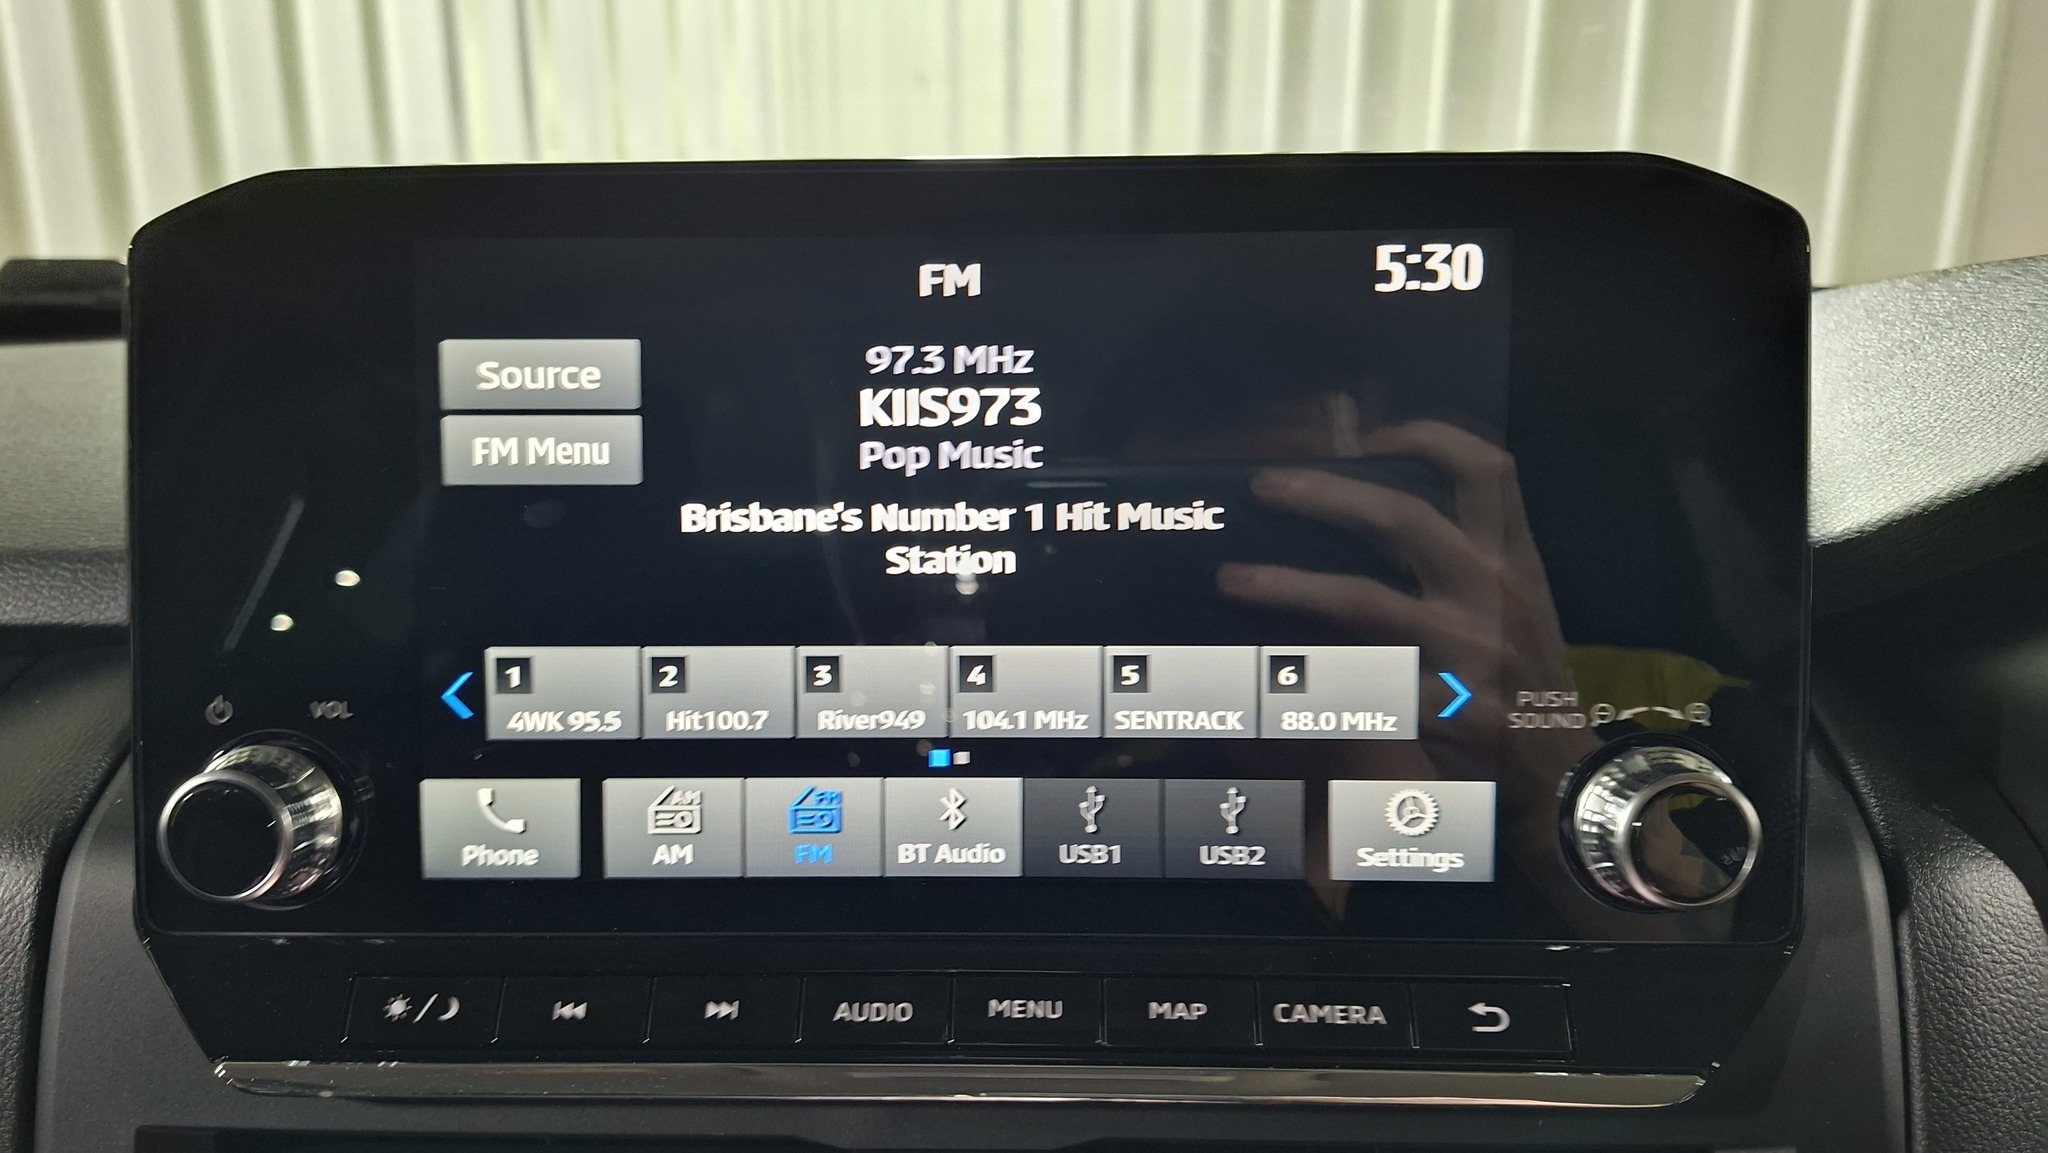 FM
5:30
Source
97.3 MHz
KIIS973
FM Menu
Pop Music
Brisbane's Number 1 Hit Music
Station
1
4WK 95.5
2
Hit100.7
3
River949
4
104.1 MHz
5
SENTRACK
6
88.0 MHz
VOL
PUSH
SOUND
Phone
AM
AM
FM
FM
BT Audio
USB1
USB2
Settings
AUDIO
MENU
MAP
CAMERA